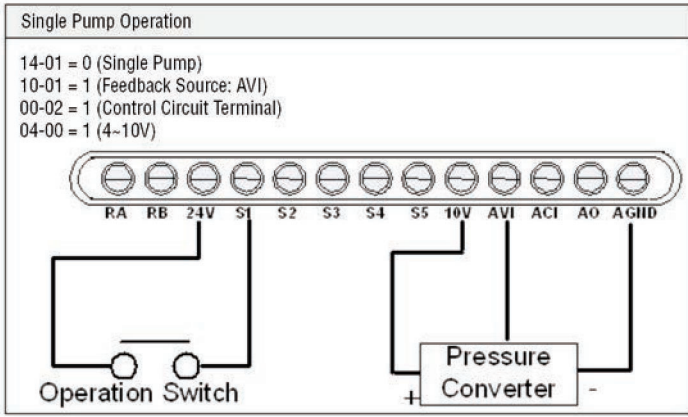 Single Pump Operation
14-01 = 0 (Single Pump)
10-01 = 1 (Feedback Source: AVI)
00-02 = 1 (Control Circuit Terminal)
04-00 = 1 (4~10V)
RA RB 24V S1 S2 S3 S4 S5 10V AVI ACI AO AGND
Operation Switch
+ Pressure Converter -